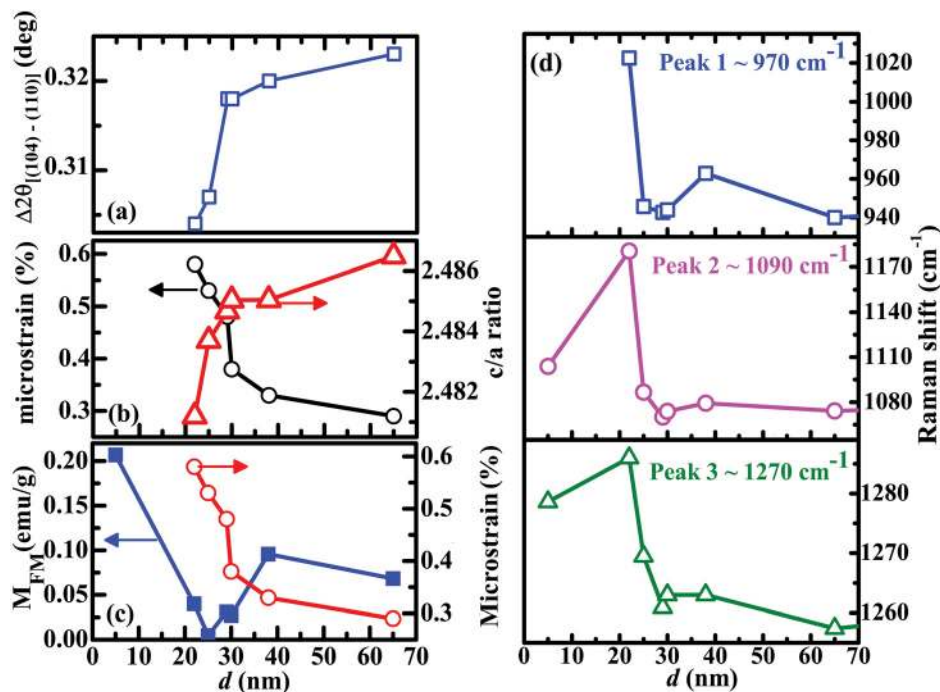 Δ2θ[(104) - (110)] (deg)
0.32
0.31
(a)
microstrain (%)
0.6
0.5
0.4
0.3
(b)
2.486
2.484
2.482
c/a ratio
M_FM (emu/g)
0.20
0.15
0.10
0.05
0.00
(c)
0.6
0.5
0.4
0.3
Microstrain (%)
0 10 20 30 40 50 60 70
d (nm)
(d)
Peak 1 ~ 970 cm⁻¹
1020
1000
980
960
940
Peak 2 ~ 1090 cm⁻¹
1170
1140
1110
1080
Raman shift (cm⁻¹)
Peak 3 ~ 1270 cm⁻¹
1280
1270
1260
0 10 20 30 40 50 60 70
d (nm)